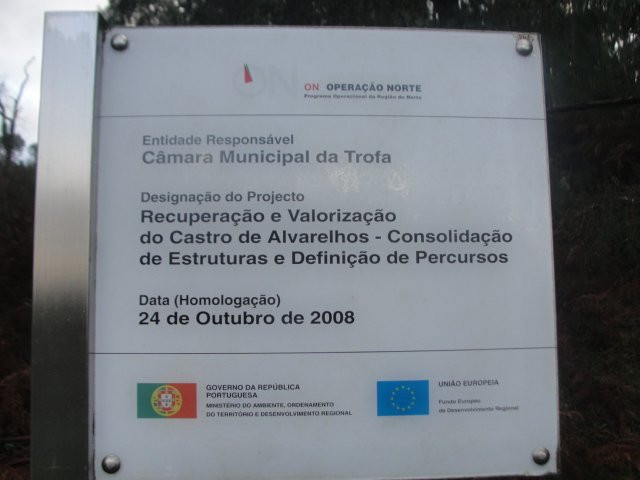 ON OPERAÇÃO NORTE
Programa Operacional da Região do Norte
Entidade Responsável
Câmara Municipal da Trofa
Designação do Projecto
Recuperação e Valorização
do Castro de Alvarelhos - Consolidação
de Estruturas e Definição de Percursos
Data (Homologação)
24 de Outubro de 2008
GOVERNO DA REPÚBLICA
PORTUGUESA
MINISTÉRIO DO AMBIENTE, ORDENAMENTO
DO TERRITÓRIO E DESENVOLVIMENTO REGIONAL
UNIÃO EUROPEIA
Fundo Europeu
de Desenvolvimento Regional